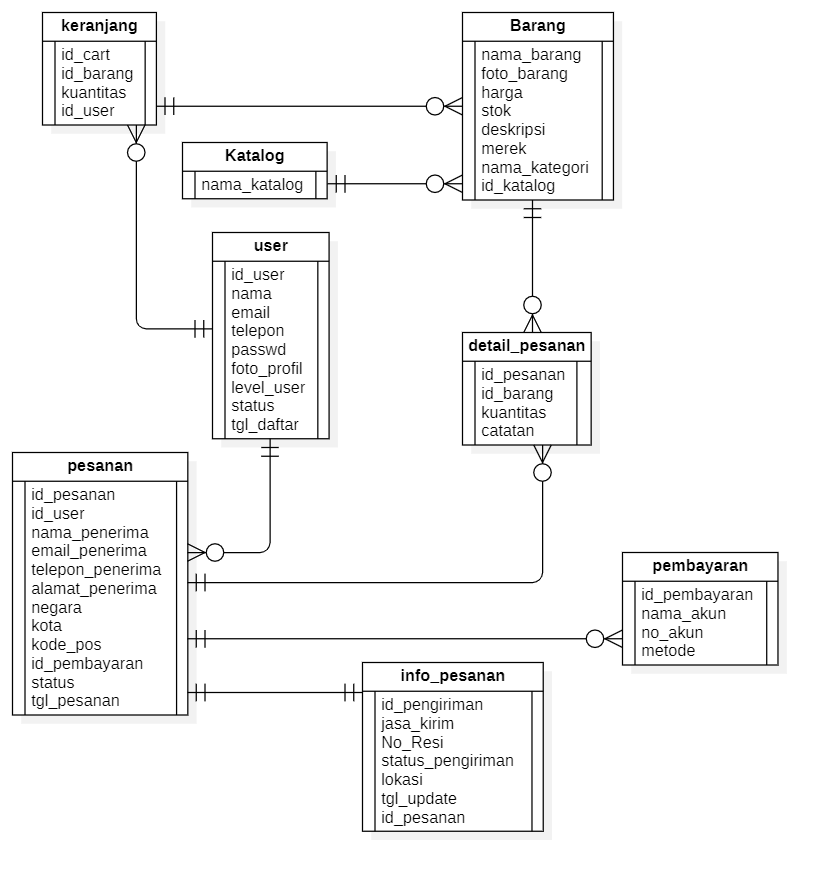 keranjang
id_cart
id_barang
kuantitas
id_user
Barang
nama_barang
foto_barang
harga
stok
deskripsi
merek
nama_kategori
id_katalog
Katalog
nama_katalog
user
id_user
nama
email
telepon
passwd
foto_profil
level_user
status
tgl_daftar
detail_pesanan
id_pesanan
id_barang
kuantitas
catatan
pesanan
id_pesanan
id_user
nama_penerima
email_penerima
telepon_penerima
alamat_penerima
negara
kota
kode_pos
id_pembayaran
status
tgl_pesanan
pembayaran
id_pembayaran
nama_akun
no_akun
metode
info_pesanan
id_pengiriman
jasa_kirim
No_Resi
status_pengiriman
lokasi
tgl_update
id_pesanan